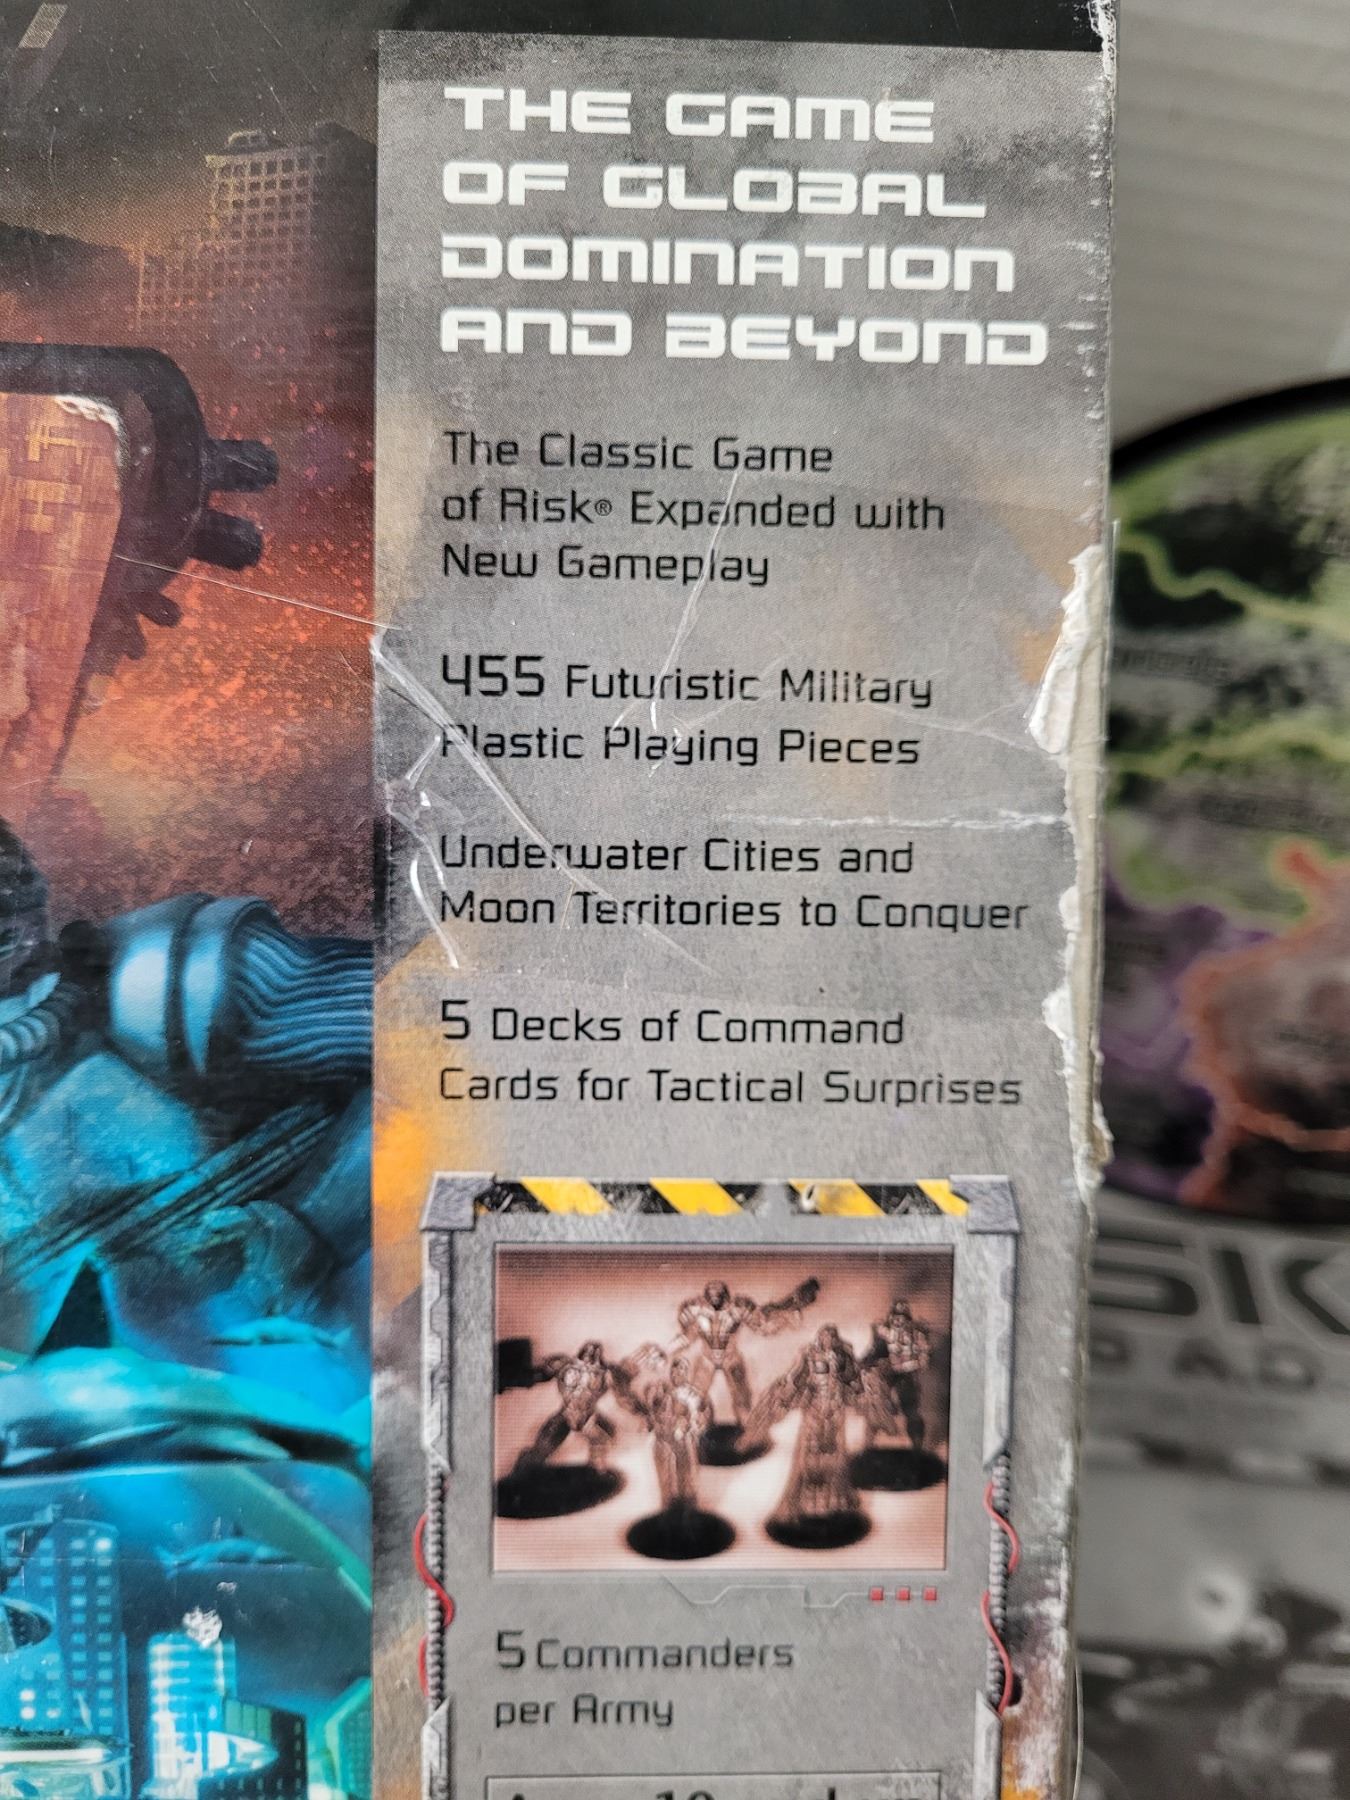 THE GAME
OF GLOBAL
DOMINATION
AND BEYOND
The Classic Game
of Risk® Expanded with
New Gameplay
455 Futuristic Military
Plastic Playing Pieces
Underwater Cities and
Moon Territories to Conquer
5 Decks of Command
Cards for Tactical Surprises
5 Commanders
per Army